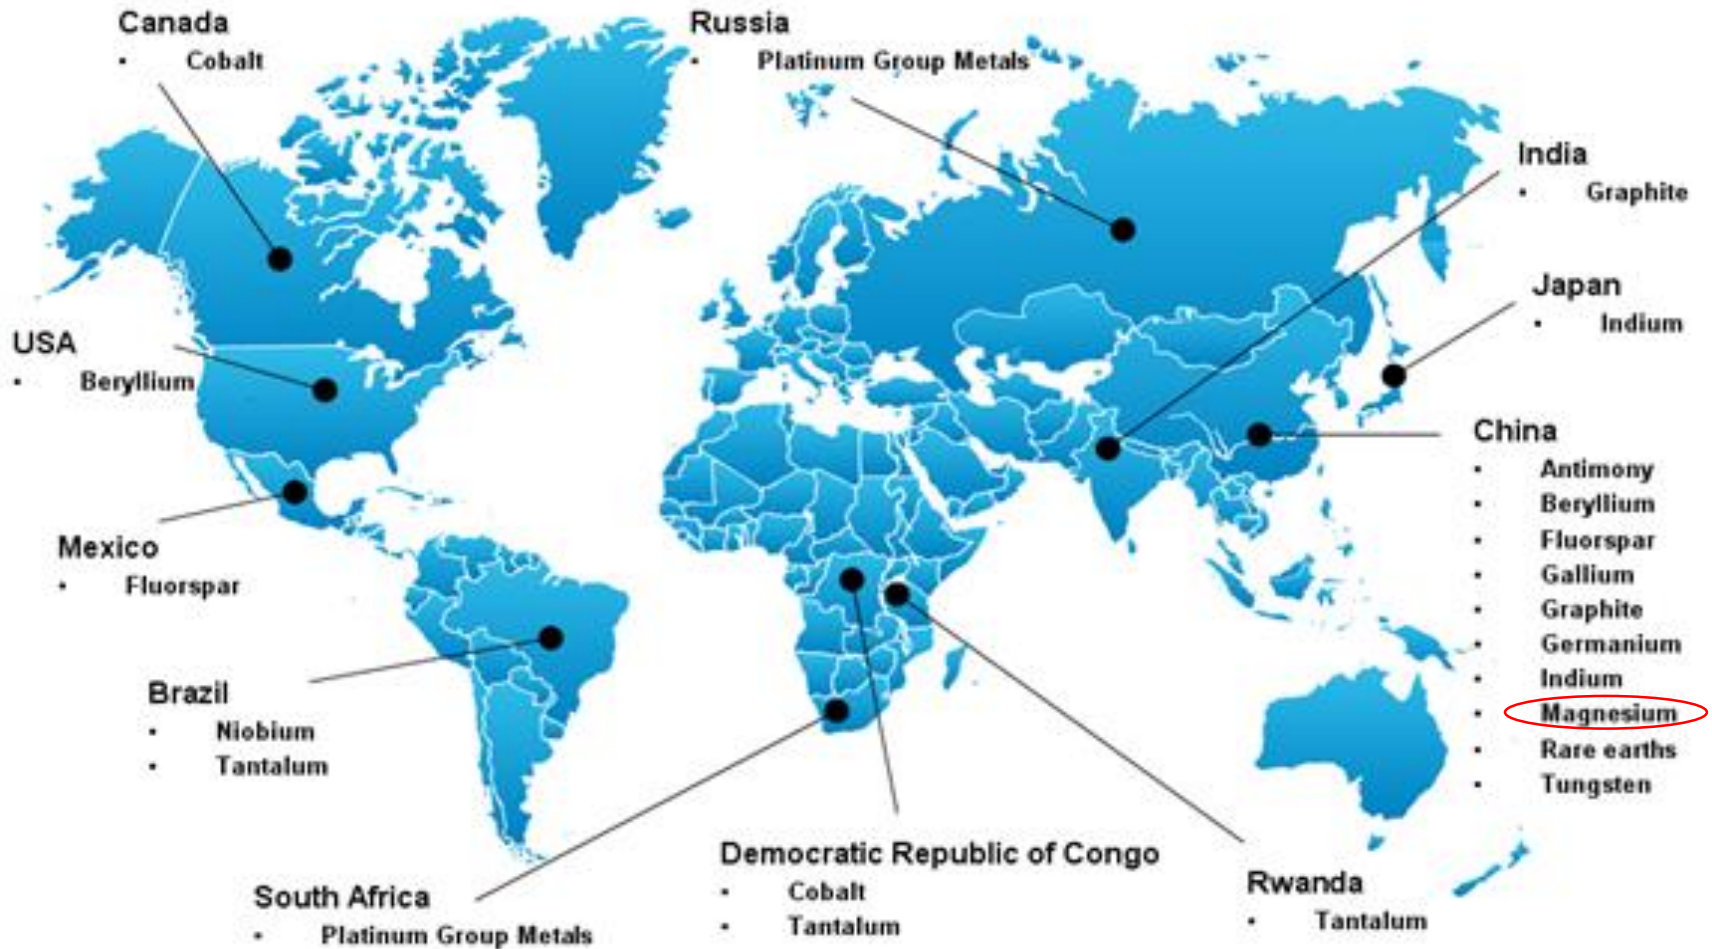 Canada
• Cobalt
Russia
• Platinum Group Metals
India
• Graphite
Japan
• Indium
USA
• Beryllium
China
• Antimony
• Beryllium
• Fluorspar
• Gallium
• Graphite
• Germanium
• Indium
• Magnesium
• Rare earths
• Tungsten
Mexico
• Fluorspar
Brazil
• Niobium
• Tantalum
South Africa
• Platinum Group Metals
Democratic Republic of Congo
• Cobalt
• Tantalum
Rwanda
• Tantalum